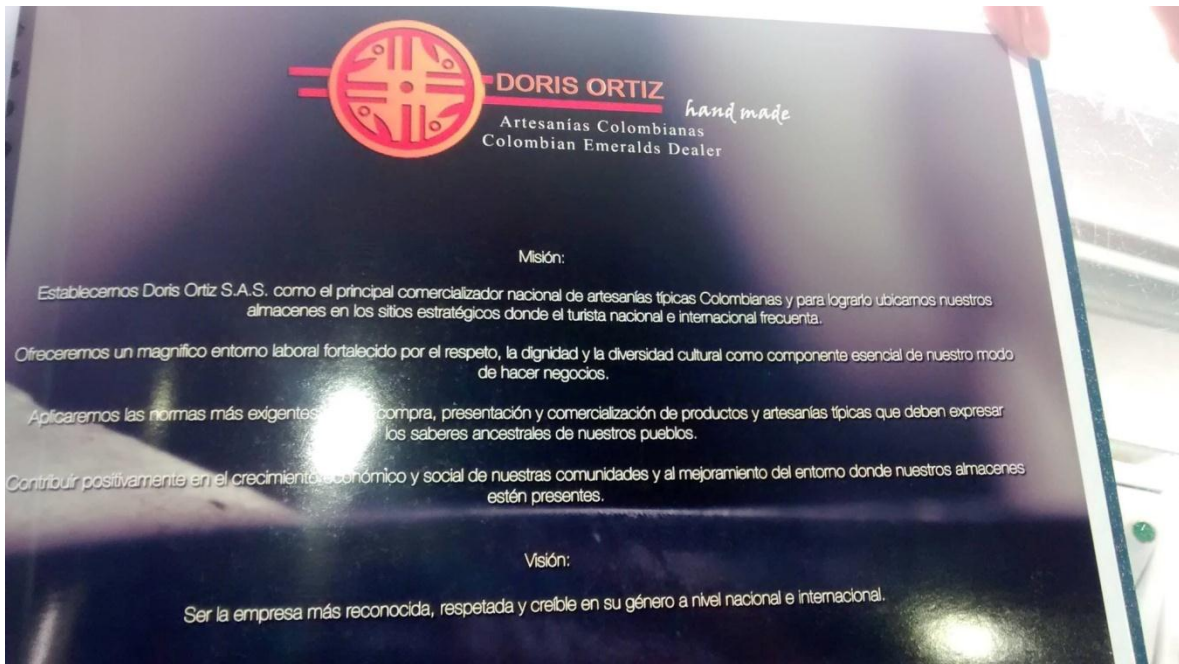 DORIS ORTIZ
hand made
Artesanías Colombianas
Colombian Emeralds Dealer
Misión:
Establecemos Doris Ortiz S.A.S. como el principal comercializador nacional de artesanías típicas Colombianas y para lograrlo ubicamos nuestros
almacenes en los sitios estratégicos donde el turista nacional e internacional frecuenta.
Ofreceremos un magnifico entorno laboral fortalecido por el respeto, la dignidad y la diversidad cultural como componente esencial de nuestro modo
de hacer negocios.
Aplicaremos las normas más exigentes compra, presentación y comercialización de productos y artesanías típicas que deben expresar
los saberes ancestrales de nuestros pueblos.
Contribuir positivamente en el crecimiento económico y social de nuestras comunidades y al mejoramiento del entorno donde nuestros almacenes
estén presentes.
Visión:
Ser la empresa más reconocida, respetada y creíble en su género a nivel nacional e internacional.